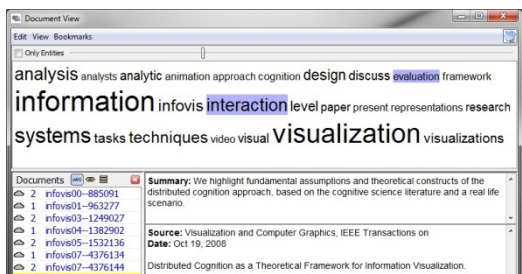 Document View
Edit View Bookmarks
Only Entities
analysis analysts analytic animation approach cognition design discuss evaluation framework
information infovis interaction level paper present representations research
systems tasks techniques video visual visualization visualizations
Documents
2 infovis00--885091
1 infovis01--963277
2 infovis03--1249027
1 infovis04--1382902
2 infovis05--1532136
1 infovis07--4376134
2 infovis07--4376144
Summary: We highlight fundamental assumptions and theoretical constructs of the
distributed cognition approach, based on the cognitive science literature and a real life
scenario.
Source: Visualization and Computer Graphics, IEEE Transactions on
Date: Oct 19, 2008
Distributed Cognition as a Theoretical Framework for Information Visualization.